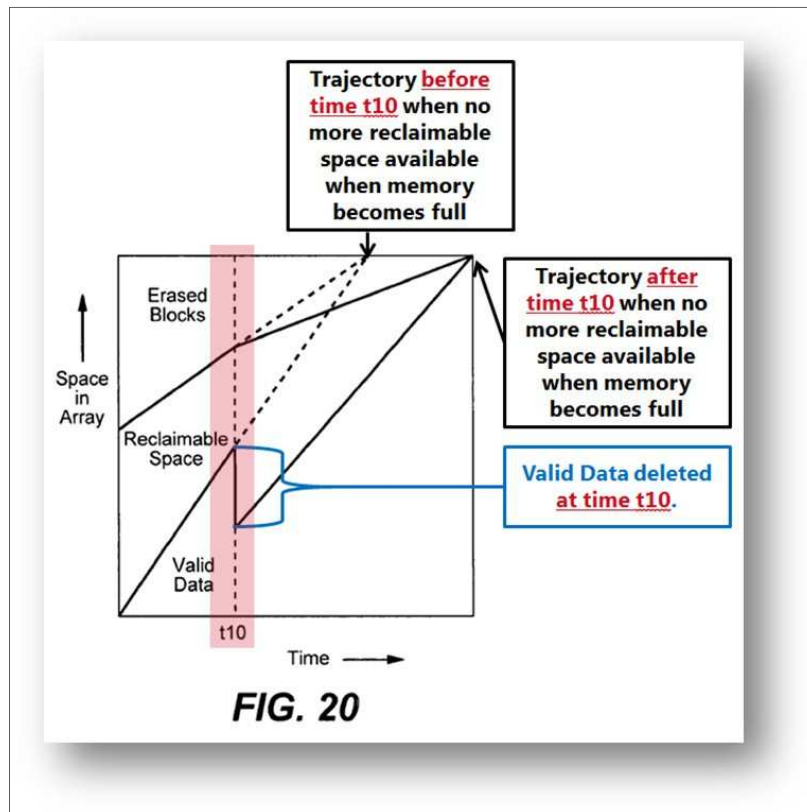 Trajectory before
time t10 when no
more reclaimable
space available
when memory
becomes full
Erased
Blocks
Space
in
Array
Reclaimable
Space
Valid
Data
t10
Time
Trajectory after
time t10 when no
more reclaimable
space available
when memory
becomes full
Valid Data deleted
at time t10.
FIG. 20